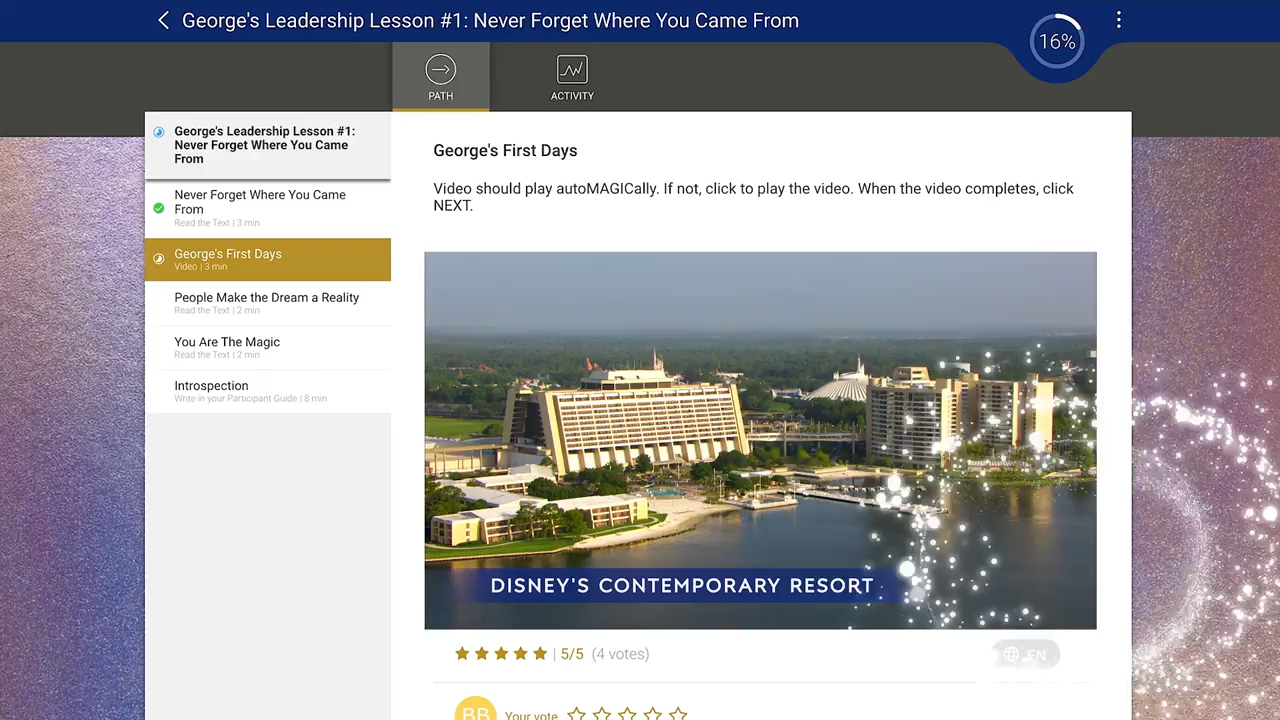 George's Leadership Lesson #1: Never Forget Where You Came From
16%
PATH
ACTIVITY
George's Leadership Lesson #1:
Never Forget Where You Came
From
Never Forget Where You Came
From
Read the Text | 3 min
George's First Days
Video | 3 min
People Make the Dream a Reality
Read the Text | 2 min
You Are The Magic
Read the Text | 2 min
Introspection
Write in your Participant Guide | 8 min
George's First Days
Video should play autoMAGICally. If not, click to play the video. When the video completes, click
NEXT.
DISNEY'S CONTEMPORARY RESORT
| 5/5 (4 votes)
EN
BB
Your vote